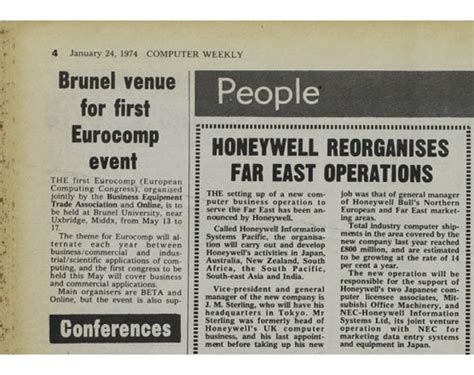 4 January 24, 1974 COMPUTER WEEKLY
Brunel venue
for first
Eurocomp
event
THE first Eurocomp (European
Computing Congress), organised
jointly by the Business Equipment
Trade Association and Online, is to
be held at Brunel University, near
Uxbridge, Middx, from May 13 to
17.
The theme for Eurocomp will al-
ternate each year between
business/commercial and indus-
trial/scientific applications of com-
puting, and the first congress to be
held this May will cover business
and commercial applications.
Main organisers are BETA and
Online, but the event is also sup-
Conferences
People
HONEYWELL REORGANISES
FAR EAST OPERATIONS
THE setting up of a new com-
puter business operation to
serve the Far East has been an-
nounced by Honeywell.
Called Honeywell Information
Systems Pacific, the organisation
will carry out and develop
Honeywell's activities in Japan,
Australia, New Zealand, South
Africa, the South Pacific,
South-east Asia and India.
Vice-president and general
manager of the new company is
J. M. Sterling, who will have his
headquarters in Tokyo. Mr
Sterling was formerly head of
Honeywell's UK computer
business, and his last appoint-
ment before taking up his new
job was that of general manager
of Honeywell Bull's Northern
European and Far East market-
ing areas.
Total industry computer ship-
ments in the area covered by the
new company last year reached
£800 million, and are estimated
to be growing at the rate of 14
per cent a year.
The new operation will be
responsible for the support of
Honeywell's two Japanese com-
puter licensee associates, Mit-
subishi Office Machinery, and
NEC-Honeywell Information
Systems Ltd, its joint venture
operation with NEC for
marketing data entry systems
and equipment in Japan.